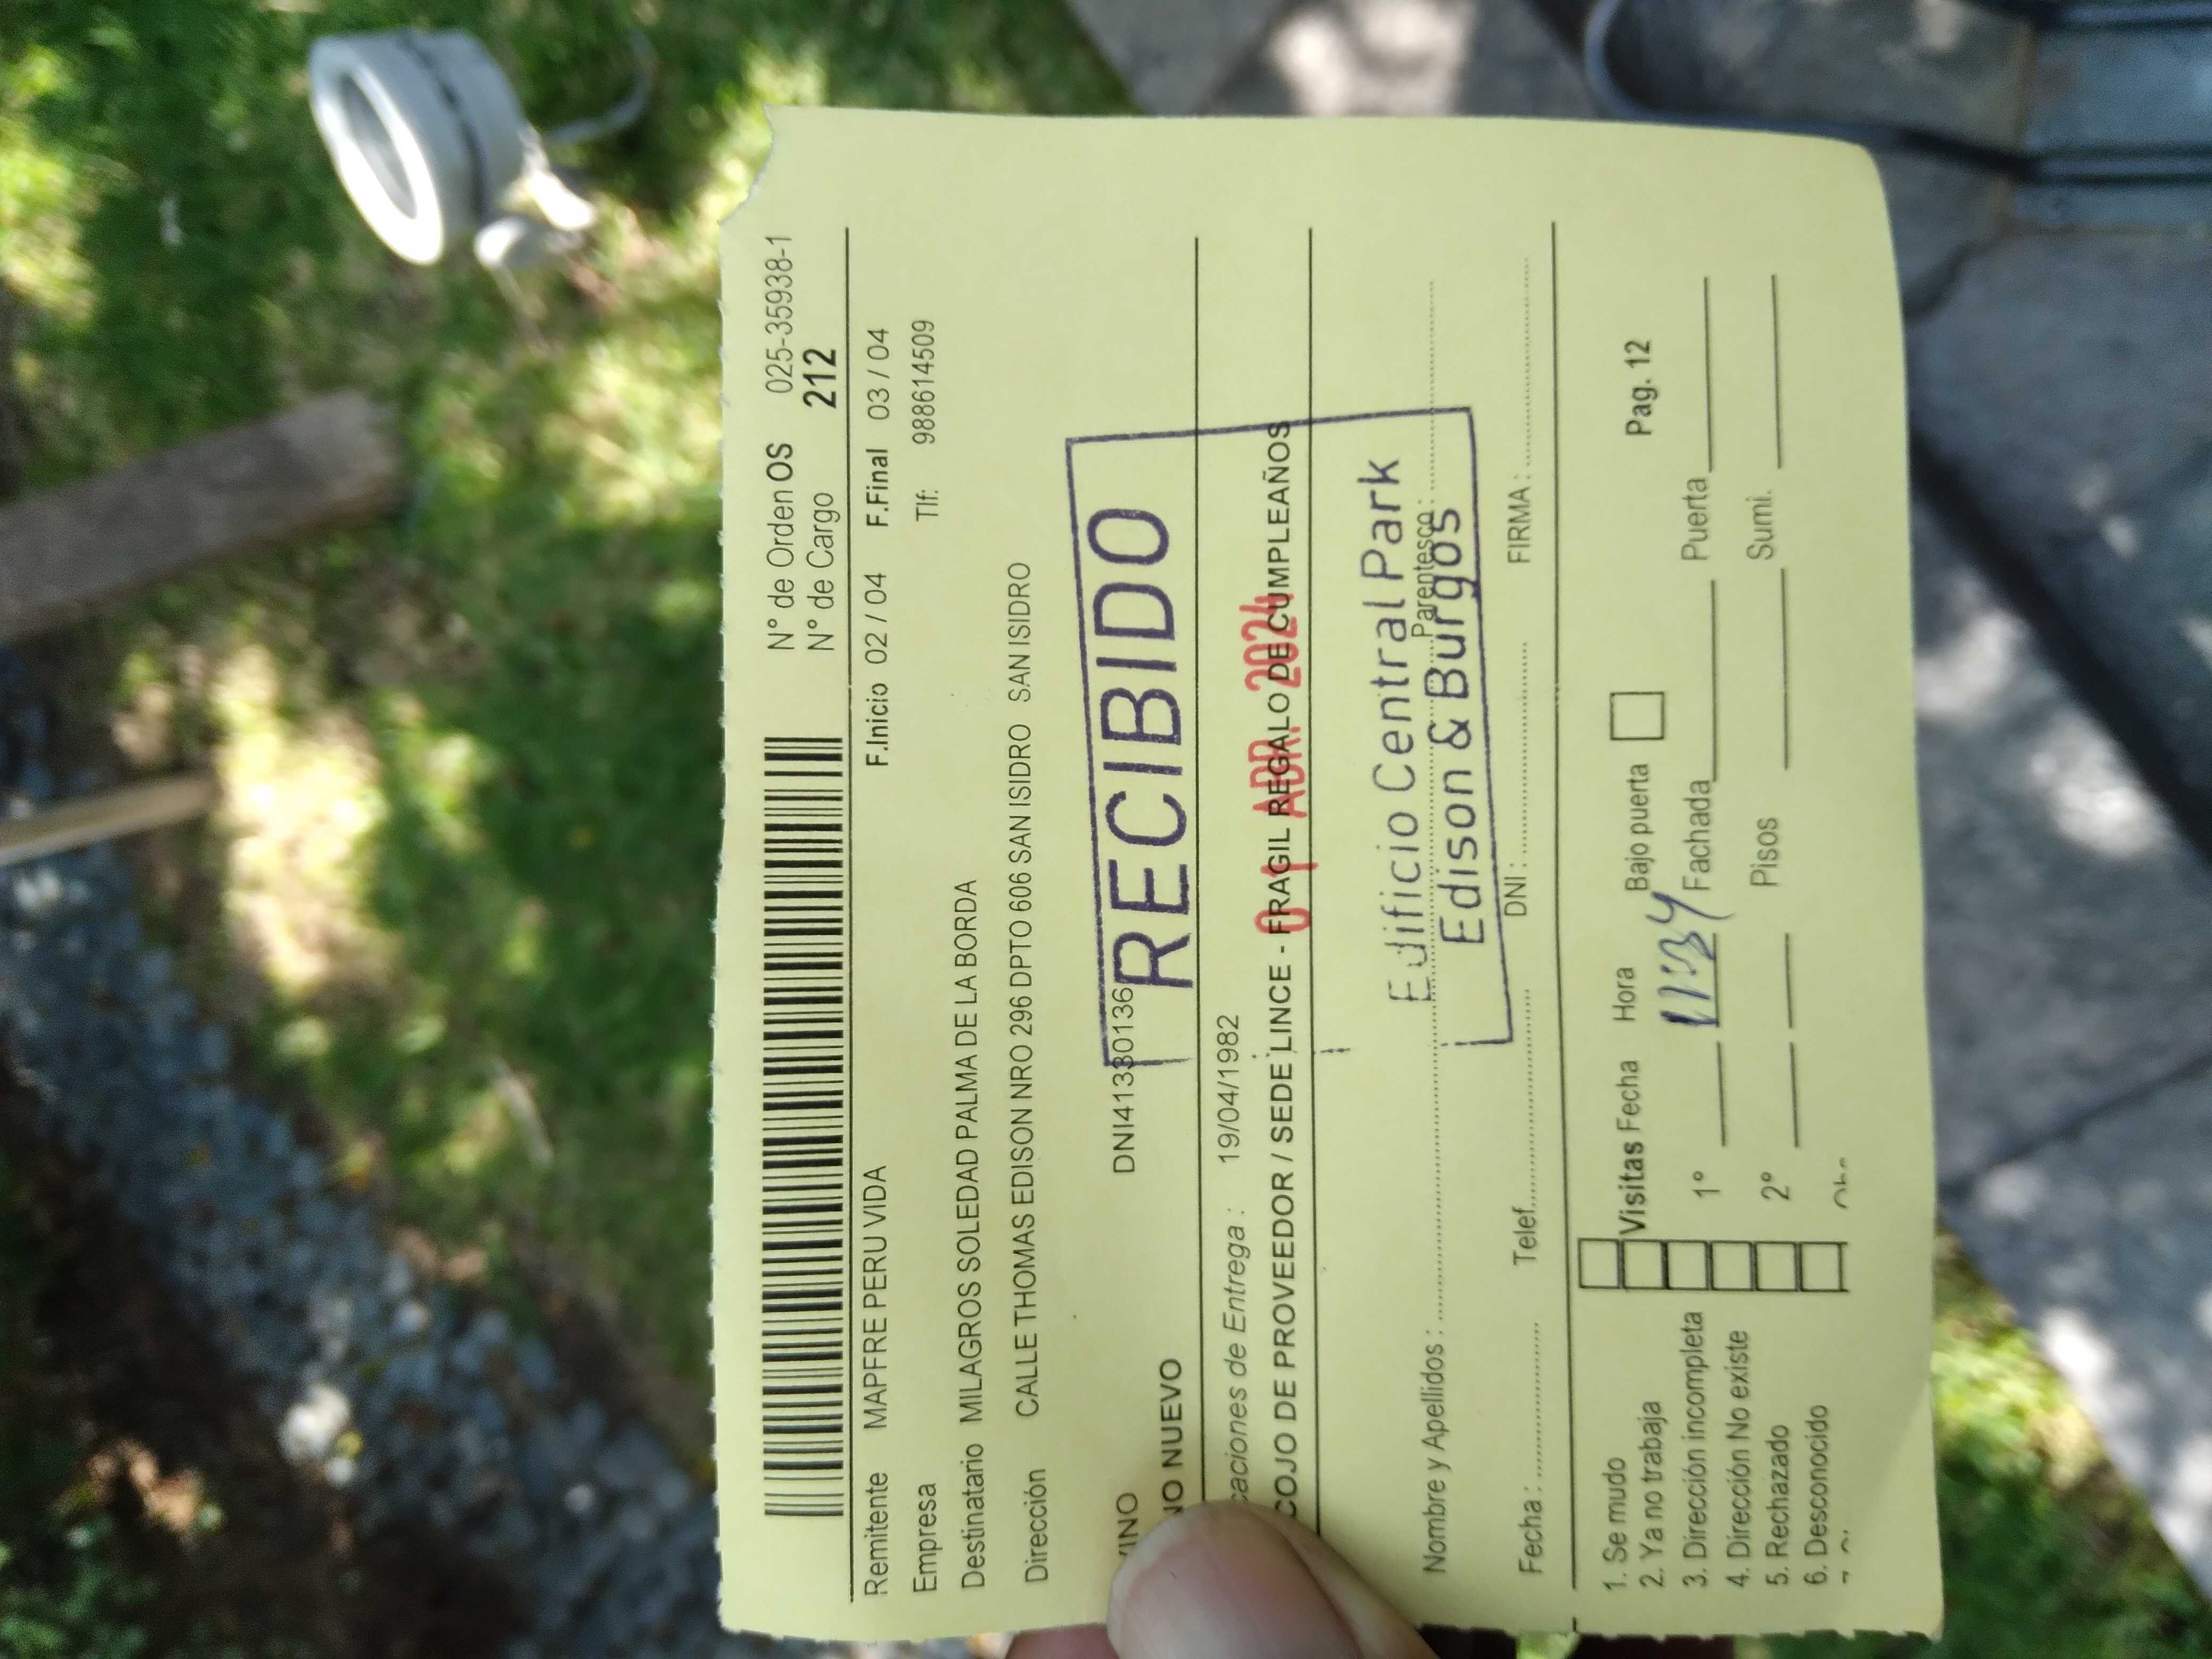 N° de Orden OS 025-35938-1
N° de Cargo 212
Remitente MAPFRE PERU VIDA F.Inicio 02 / 04 F.Final 03 / 04
Empresa Tlf: 988614509
Destinatario MILAGROS SOLEDAD PALMA DE LA BORDA
Dirección CALLE THOMAS EDISON NRO 296 DPTO 606 SAN ISIDRO SAN ISIDRO
VINO DNI41330136
NO NUEVO
RECIBIDO
caciones de Entrega : 19/04/1982
COJO DE PROVEEDOR / SEDE LINCE - FRAGIL REGALO DE CUMPLEAÑOS
ABR. 2024
Edificio Central Park
Edison & Burgos
Nombre y Apellidos : Parentesco :
Fecha : Telef. DNI : FIRMA :
1. Se mudo
2. Ya no trabaja
3. Dirección incompleta
4. Dirección No existe
5. Rechazado
6. Desconocido
Visitas Fecha Hora Bajo puerta Pag. 12
1° Fachada Puerta
2° Pisos Sumi.